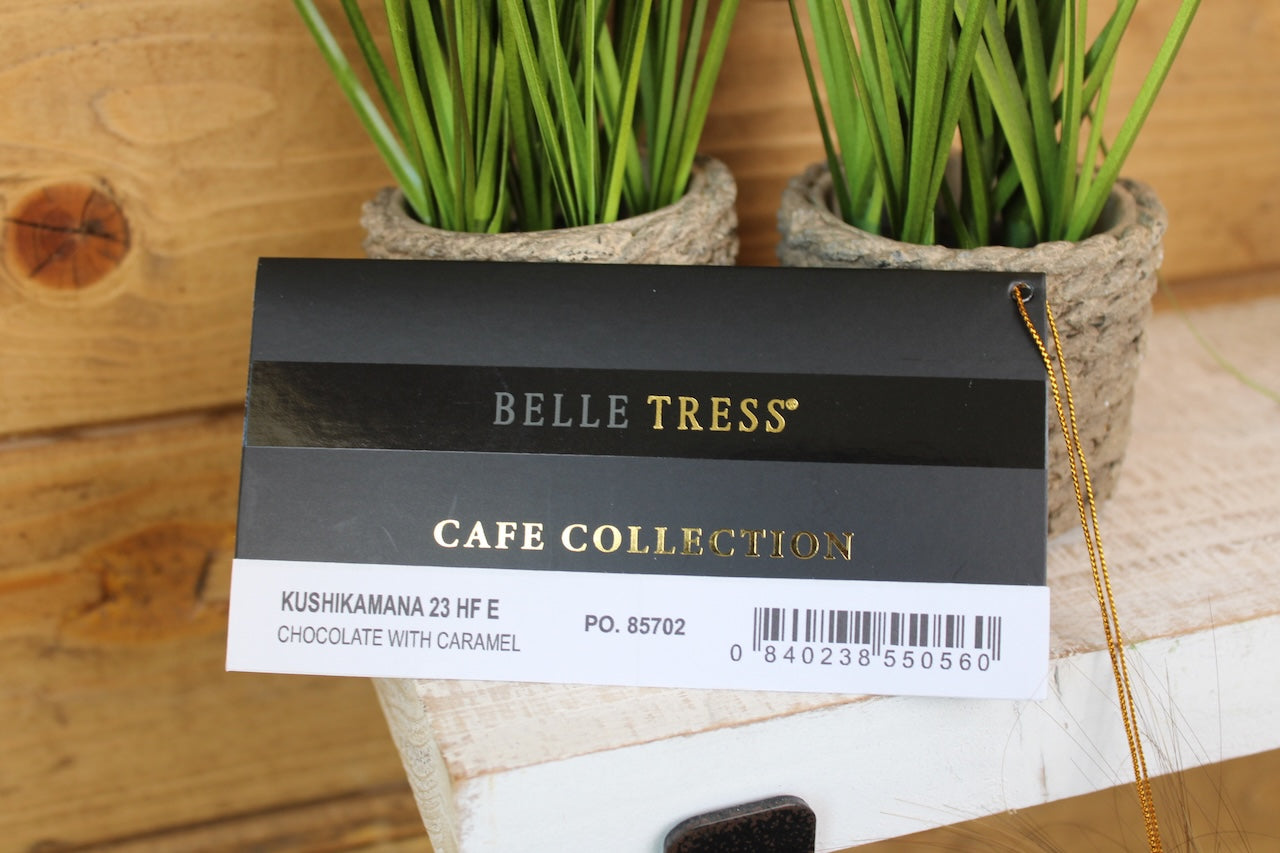 BELLE TRESS®
CAFE COLLECTION
KUSHIKAMANA 23 HF E
CHOCOLATE WITH CARAMEL
PO. 85702
0 840238 550560